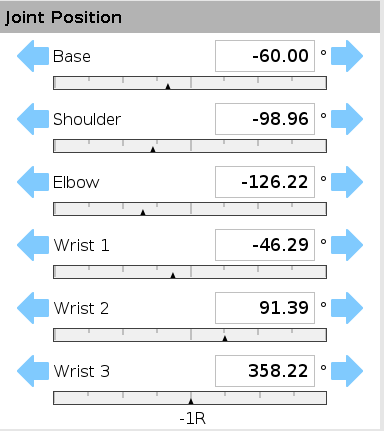 Joint Position
Base -60.00 °
Shoulder -98.96 °
Elbow -126.22 °
Wrist 1 -46.29 °
Wrist 2 91.39 °
Wrist 3 358.22 °
-1R